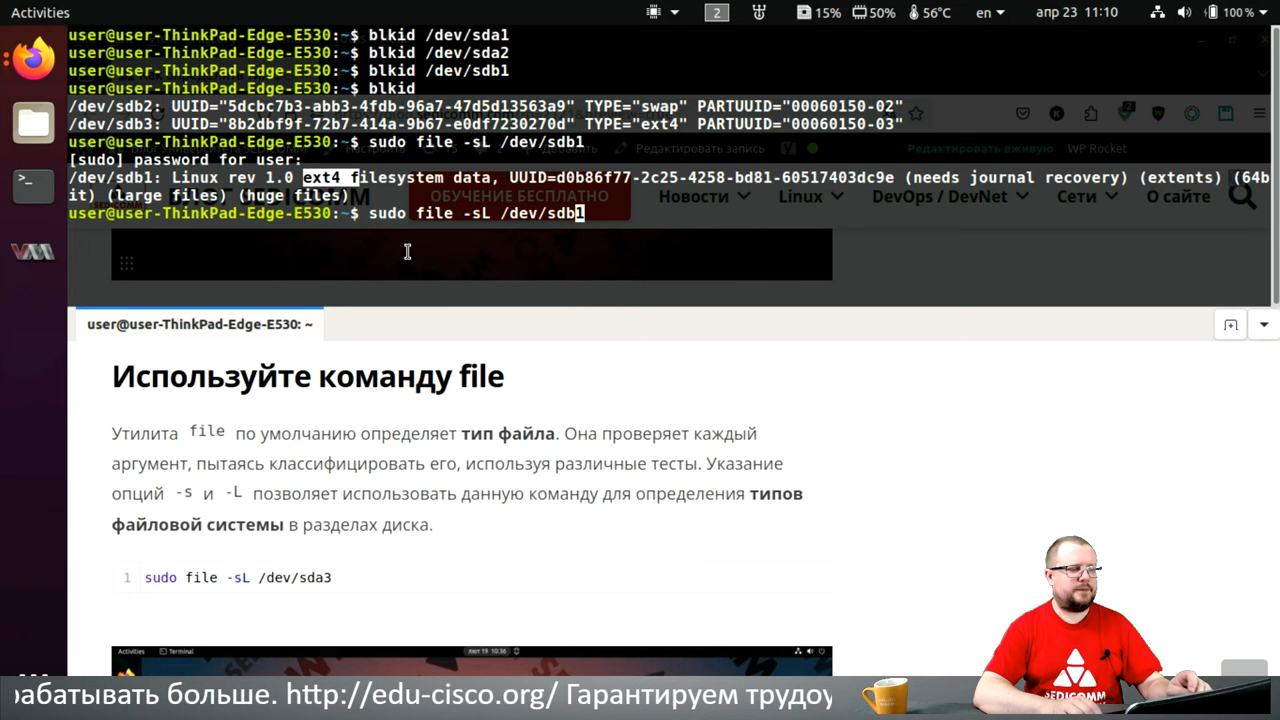 Activities
2
15%
50%
56°C
en
апр 23 11:10
100 %
user@user-ThinkPad-Edge-E530:~$ blkid /dev/sda1
user@user-ThinkPad-Edge-E530:~$ blkid /dev/sda2
user@user-ThinkPad-Edge-E530:~$ blkid /dev/sdb1
user@user-ThinkPad-Edge-E530:~$ blkid
/dev/sdb2: UUID="5dcbc7b3-abb3-4fdb-96a7-47d5d13563a9" TYPE="swap" PARTUUID="00060150-02"
/dev/sdb3: UUID="8b2dbf9f-72b7-414a-9b67-e0df7230270d" TYPE="ext4" PARTUUID="00060150-03"
user@user-ThinkPad-Edge-E530:~$ sudo file -sL /dev/sdb1
Редактировать запись
Редактировать вживую
WP Rocket
[sudo] password for user:
/dev/sdb1: Linux rev 1.0 ext4 filesystem data, UUID=d0b86f77-2c25-4258-bd81-60517403dc9e (needs journal recovery) (extents) (64b
it) (large files) (huge files)
ОБУЧЕНИЕ БЕСПЛАТНО
Новости
Linux
DevOps / DevNet
Сети
О сайте
user@user-ThinkPad-Edge-E530:~$ sudo file -sL /dev/sdb1
user@user-ThinkPad-Edge-E530: ~
Используйте команду file
Утилита file по умолчанию определяет тип файла. Она проверяет каждый
аргумент, пытаясь классифицировать его, используя различные тесты. Указание
опций -s и -L позволяет использовать данную команду для определения типов
файловой системы в разделах диска.
1 sudo file -sL /dev/sda3
Activities
Terminal
лют 19 10:36
SEDICOMM
рабатывать больше. http://edu-cisco.org/ Гарантируем трудоу